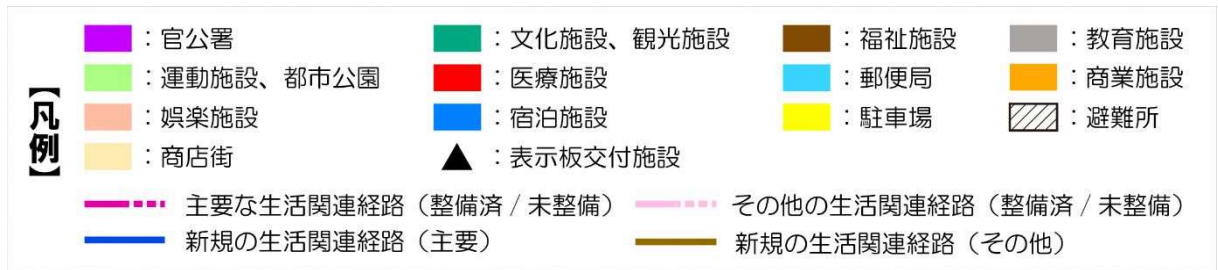 【凡例】
：官公署 ：文化施設、観光施設 ：福祉施設 ：教育施設
：運動施設、都市公園 ：医療施設 ：郵便局 ：商業施設
：娯楽施設 ：宿泊施設 ：駐車場 ：避難所
：商店街 ：表示板交付施設
主要な生活関連経路（整備済 / 未整備） その他の生活関連経路（整備済 / 未整備）
新規の生活関連経路（主要） 新規の生活関連経路（その他）